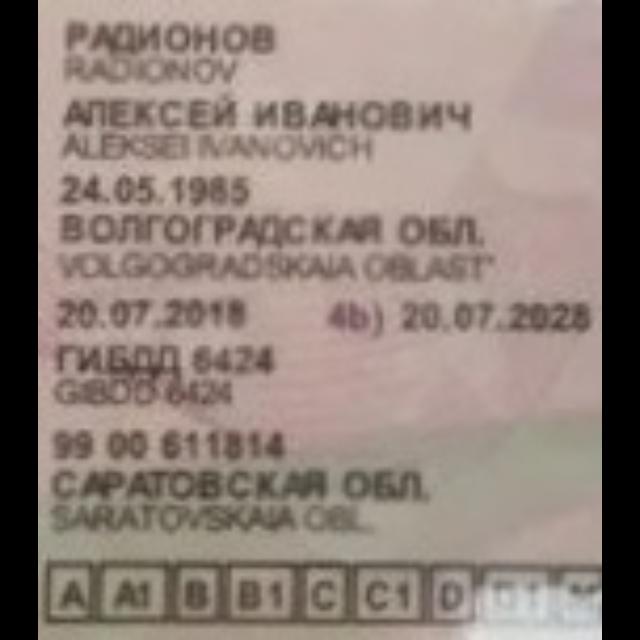 РАДИОНОВ
RADIONOV
АЛЕКСЕЙ ИВАНОВИЧ
ALEKSEI IVANOVICH
24.05.1985
ВОЛГОГРАДСКАЯ ОБЛ.
VOLGOGRADSKAIA OBLAST'
20.07.2018 4b) 20.07.2028
ГИБДД 6424
GIBDD 6424
99 00 611814
САРАТОВСКАЯ ОБЛ.
SARATOVSKAIA OBL.
A A1 B B1 C C1 D